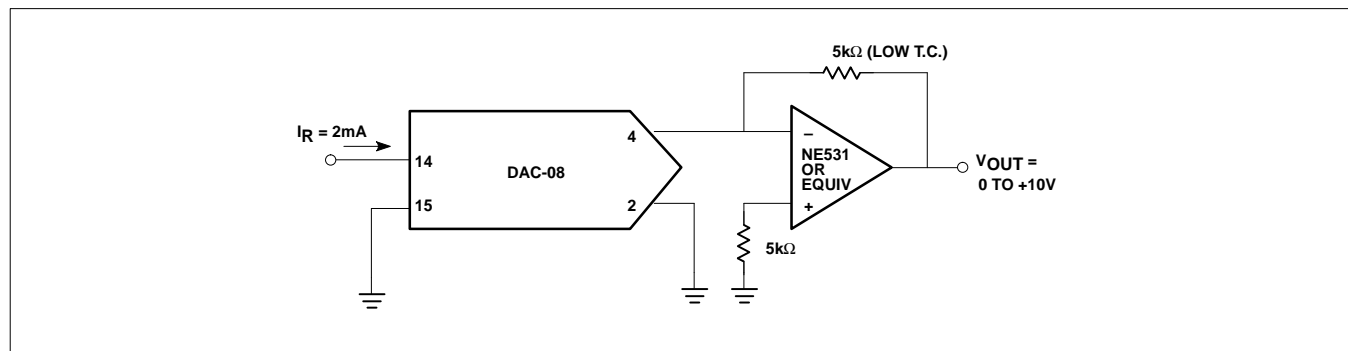 5kΩ (LOW T.C.)
IR = 2mA
14
15
DAC-08
4
2
–
NE531
OR
EQUIV
+
5kΩ
VOUT =
0 TO +10V